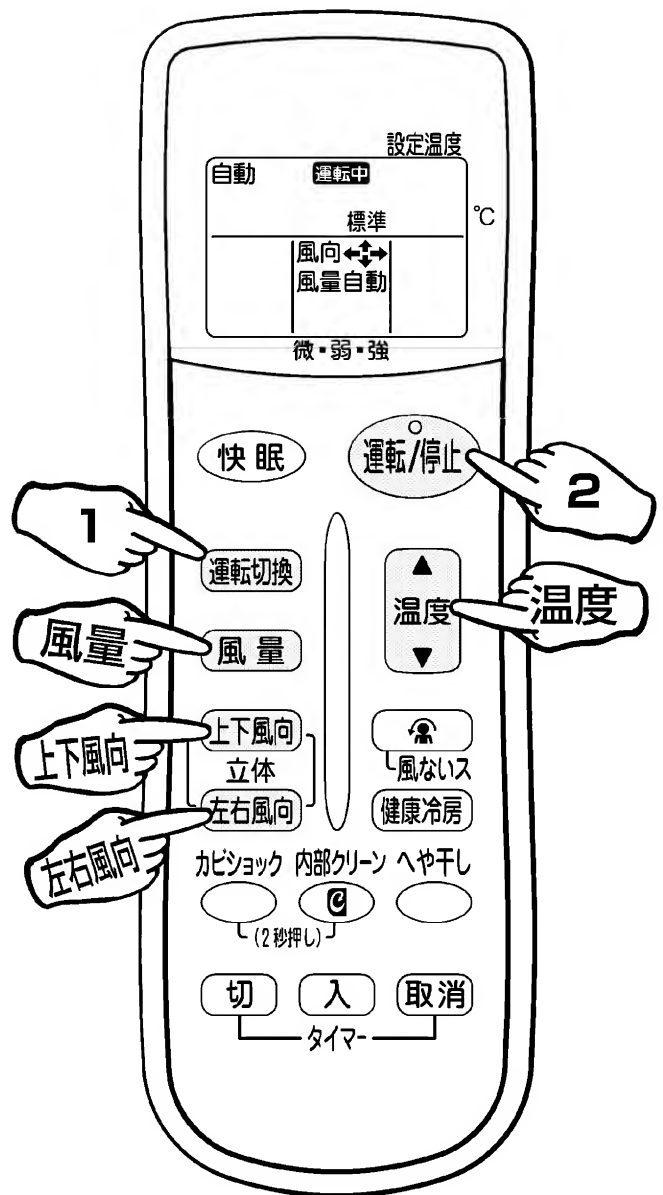 設定温度
自動 運転中
℃
標準
風向
風量自動
微・弱・強
快眠
運転/停止
1
2
運転切換
▲
温度
▼
温度
風量
風量
上下風向
上下風向
立体
風ないス
左右風向
左右風向
健康冷房
カビショック 内部クリーン へや干し
(2秒押し)
切 入 取消
タイマー